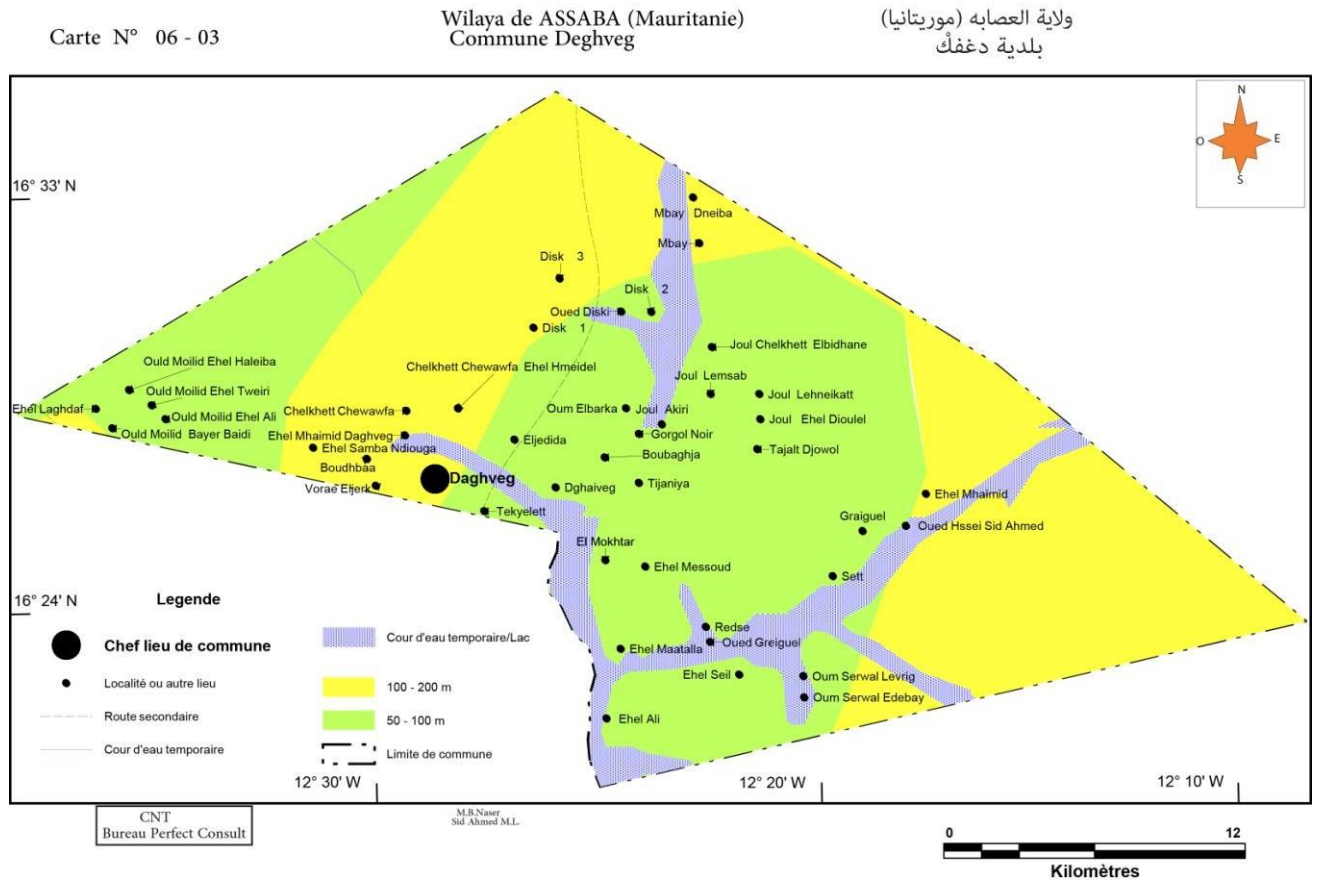 Carte N° 06 - 03
Wilaya de ASSABA (Mauritanie)
Commune Deghveg
ولاية العصابه (موريتانيا)
بلدية دغفݣ
N
O
E
S
16° 33' N
Mbay Dneiba
Mbay
Disk 3
Disk 2
Oued Diski
Disk 1
Joul Chelkhett Elbidhane
Ould Moilid Ehel Haleiba
Chelkhett Chewawfa Ehel Hmeidel
Joul Lemsab
Ould Moilid Ehel Tweiri
Joul Lehneikatt
Ehel Laghdaf
Chelkhett Chewawfa
Oum Elbarka
Joul Akiri
Ould Moilid Ehel Ali
Joul Ehel Dioulel
Ould Moilid Bayer Baidi
Ehel Mhaimid Daghveg
Eljedida
Gorgol Noir
Ehel Samba Ndiouga
Boubaghja
Tajalt Djowol
Boudhbaa
Daghveg
Vorae Eljerk
Dghaiveg
Tijaniya
Ehel Mhaimid
Tekyelett
Graiguel
Oued Hssei Sid Ahmed
El Mokhtar
Ehel Messoud
Sett
16° 24' N
Redse
Oued Greiguel
Ehel Maatalla
Ehel Seil
Oum Serwal Levrig
Oum Serwal Edebay
Ehel Ali
Legende
Chef lieu de commune
Localité ou autre lieu
Route secondaire
Cour d'eau temporaire
Cour d'eau temporaire/Lac
100 - 200 m
50 - 100 m
Limite de commune
12° 30' W
12° 20' W
12° 10' W
CNT
Bureau Perfect Consult
M.B.Naser
Sid Ahmed M.L.
0
12
Kilomètres